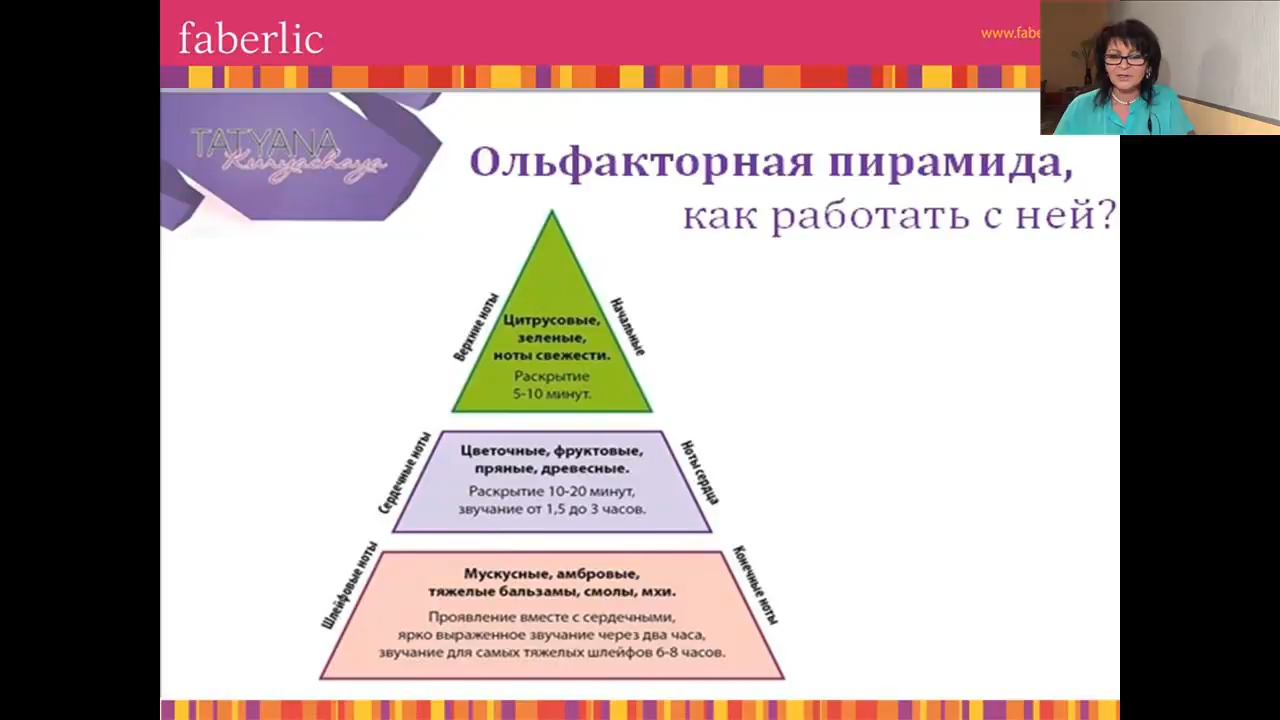 faberlic
www.fabe
TATYANA
Kuryachaya
Ольфакторная пирамида,
как работать с ней?
Верхние ноты
Начальные
Цитрусовые,
зеленые,
ноты свежести.
Раскрытие
5-10 минут.
Сердечные ноты
Ноты сердца
Цветочные, фруктовые,
пряные, древесные.
Раскрытие 10-20 минут,
звучание от 1,5 до 3 часов.
Шлейфовые ноты
Конечные ноты
Мускусные, амбровые,
тяжелые бальзамы, смолы, мхи.
Проявление вместе с сердечными,
ярко выраженное звучание через два часа,
звучание для самых тяжелых шлейфов 6-8 часов.